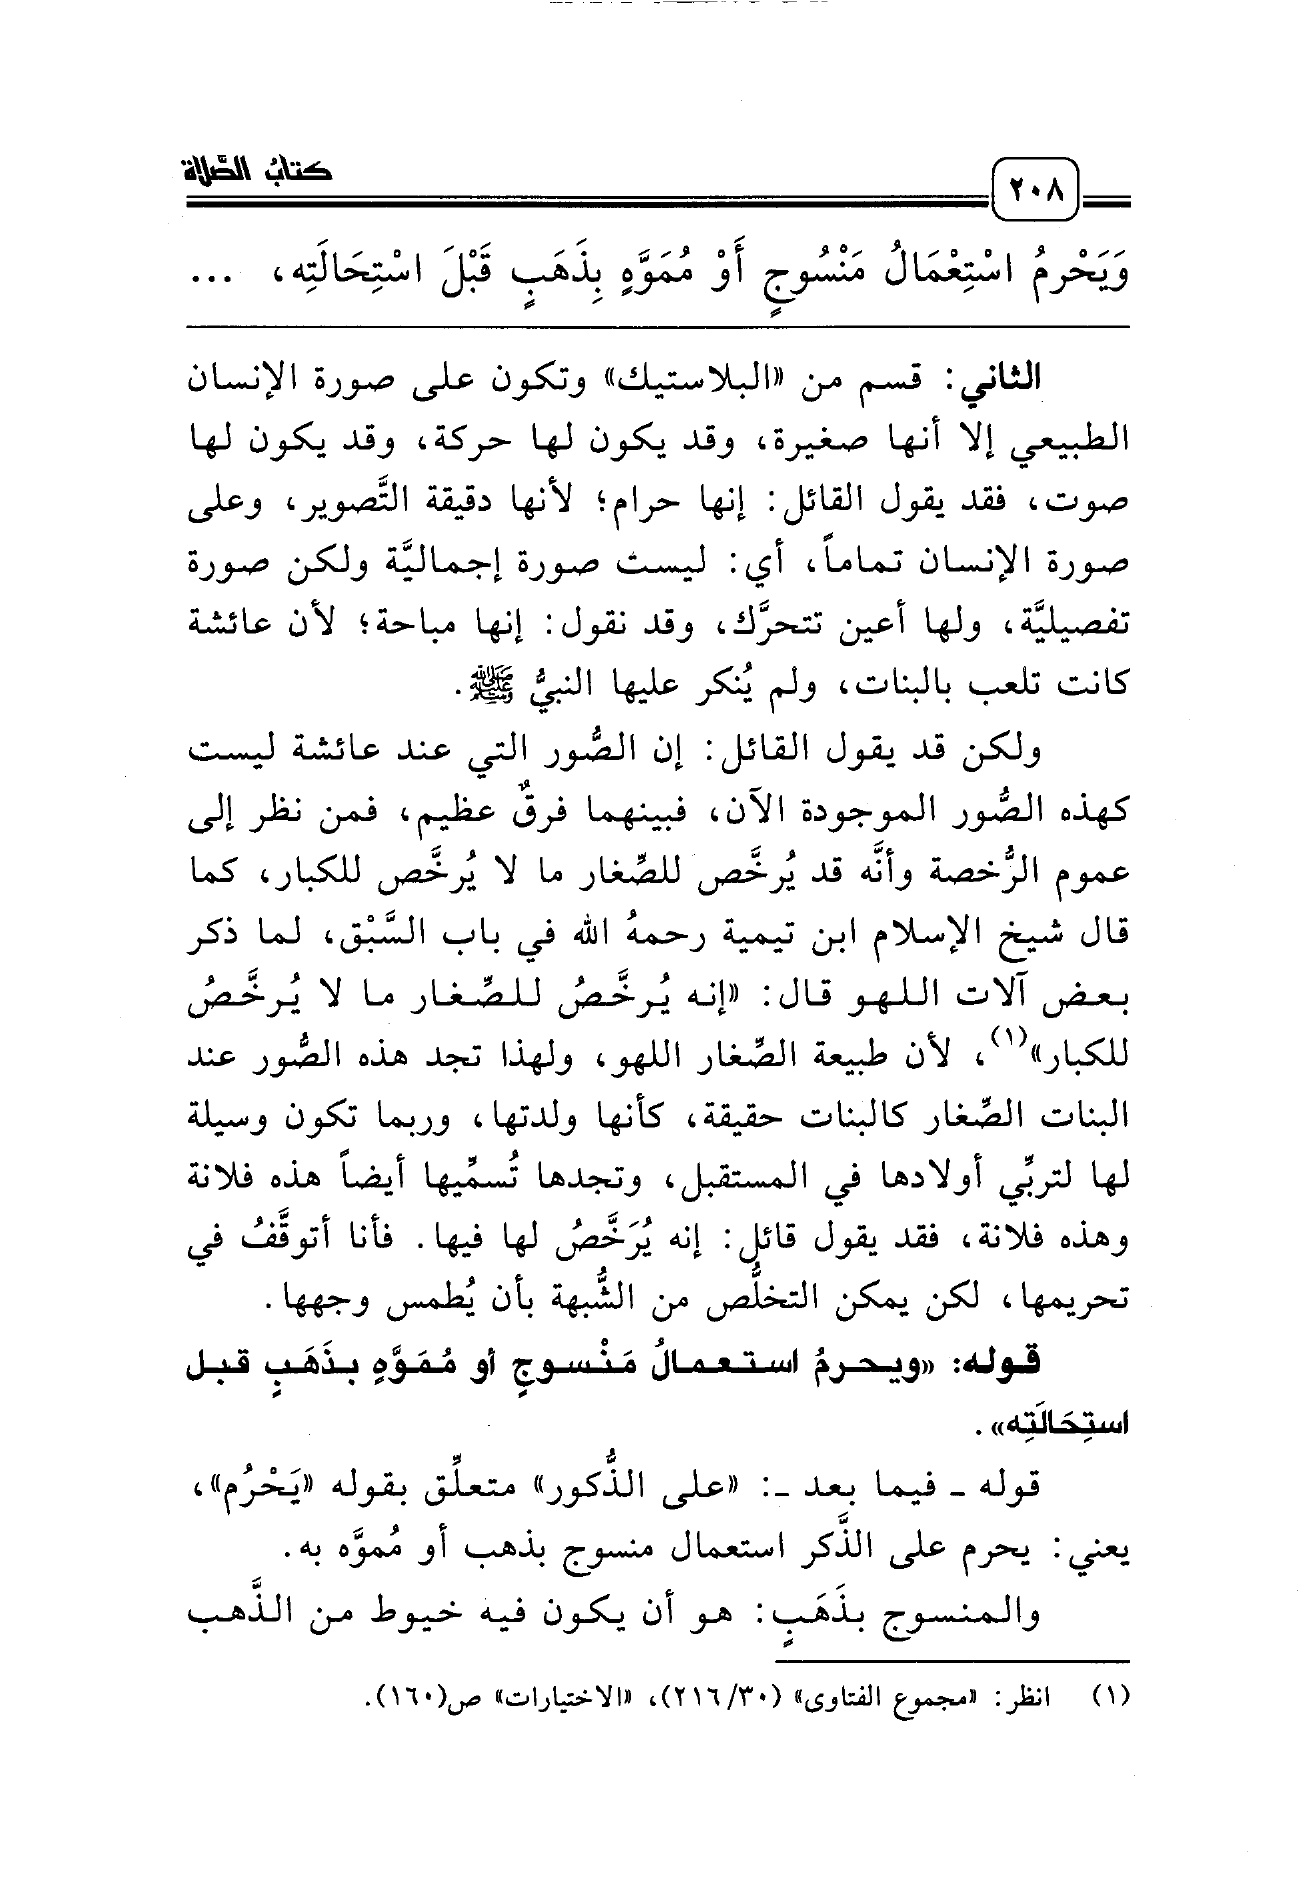 كتابُ الصَّلاة
٢٠٨
وَيَحْرمُ اسْتِعْمَالُ مَنْسُوجٍ أَوْ مُمَوَّهٍ بِذَهَبٍ قَبْلَ اسْتِحَالَتِه، ...
الثاني: قسم من «البلاستيك» وتكون على صورة الإنسان
الطبيعي إلا أنها صغيرة، وقد يكون لها حركة، وقد يكون لها
صوت، فقد يقول القائل: إنها حرام؛ لأنها دقيقة التَّصوير، وعلى
صورة الإنسان تماماً، أي: ليست صورة إجماليَّة ولكن صورة
تفصيليَّة، ولها أعين تتحرَّك، وقد نقول: إنها مباحة؛ لأن عائشة
كانت تلعب بالبنات، ولم يُنكر عليها النبيُّ ﷺ.
ولكن قد يقول القائل: إن الصُّور التي عند عائشة ليست
كهذه الصُّور الموجودة الآن، فبينهما فرقٌ عظيم، فمن نظر إلى
عموم الرُّخصة وأنَّه قد يُرخَّص للصِّغار ما لا يُرخَّص للكبار، كما
قال شيخ الإسلام ابن تيمية رحمهُ الله في باب السَّبْق، لما ذكر
بعض آلات اللهو قال: «إنه يُرخَّصُ للصِّغار ما لا يُرخَّصُ
للكبار»(١)، لأن طبيعة الصِّغار اللهو، ولهذا تجد هذه الصُّور عند
البنات الصِّغار كالبنات حقيقة، كأنها ولدتها، وربما تكون وسيلة
لها لتربِّي أولادها في المستقبل، وتجدها تُسمِّيها أيضاً هذه فلانة
وهذه فلانة، فقد يقول قائل: إنه يُرَخَّصُ لها فيها. فأنا أتوقَّفُ في
تحريمها، لكن يمكن التخلُّص من الشُّبهة بأن يُطمس وجهها.
قوله: «ويحرمُ استعمالُ مَنْسوجٍ أو مُمَوَّهٍ بذَهَبٍ قبل
استِحَالَتِه».
قوله ـ فيما بعد ـ: «على الذُّكور» متعلِّق بقوله «يَحْرُم»،
يعني: يحرم على الذَّكر استعمال منسوج بذهب أو مُموَّه به.
والمنسوج بذَهَبٍ: هو أن يكون فيه خيوط من الذَّهب
(١) انظر: «مجموع الفتاوى» (٣٠/ ٢١٦)، «الاختيارات» ص(١٦٠).